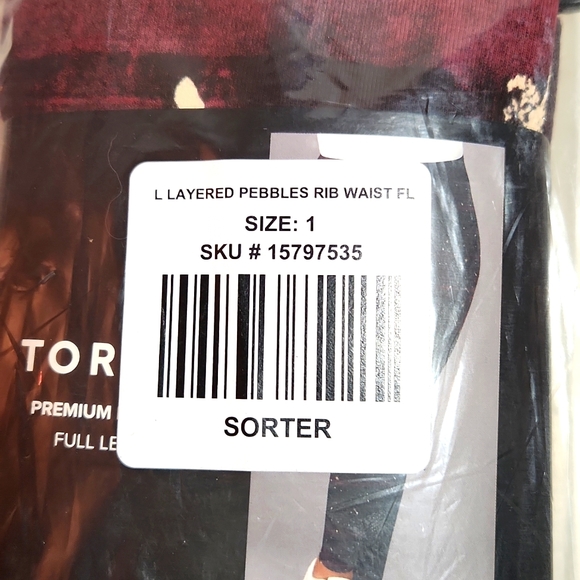 L LAYERED PEBBLES RIB WAIST FL
SIZE: 1
SKU # 15797535
SORTER
TOR
PREMIUM
FULL LE